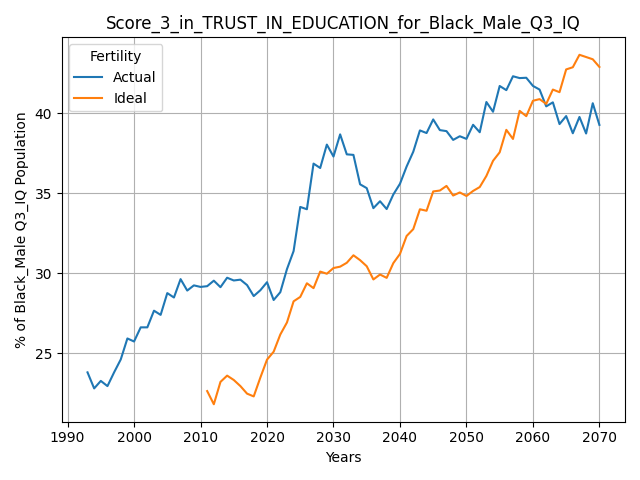 Score_3_in_TRUST_IN_EDUCATION_for_Black_Male_Q3_IQ
Fertility
Actual
Ideal
% of Black_Male Q3_IQ Population
40
35
30
25
1990 2000 2010 2020 2030 2040 2050 2060 2070
Years